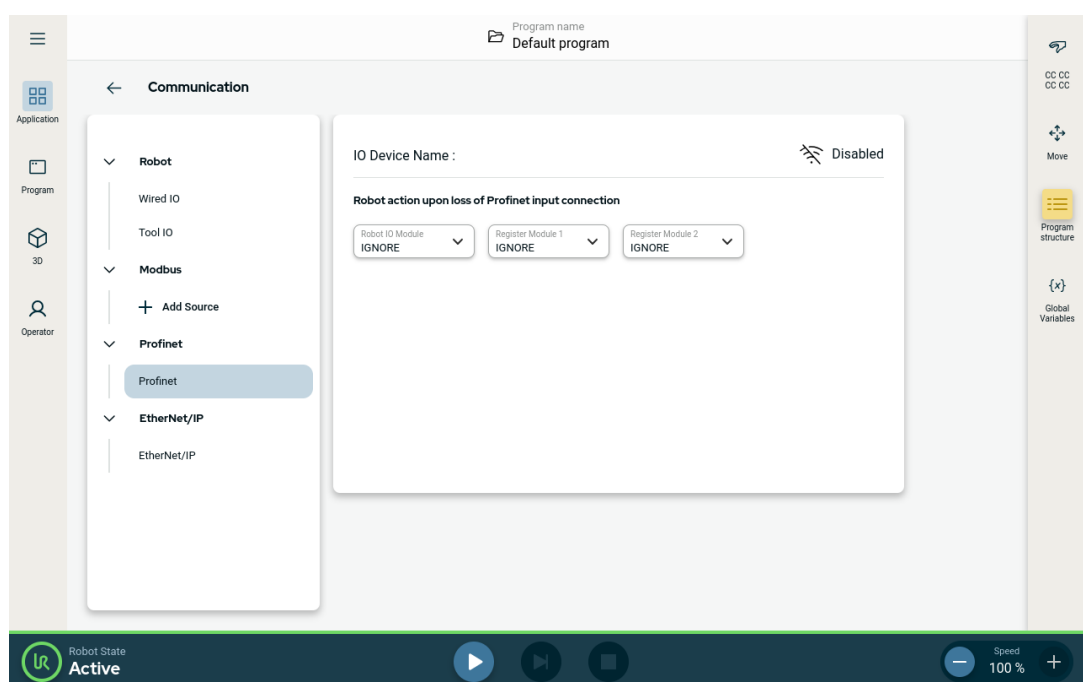 Program name
Default program
Application
Program
3D
Operator
Communication
Robot
Wired IO
Tool IO
Modbus
Add Source
Profinet
Profinet
EtherNet/IP
EtherNet/IP
IO Device Name :
Disabled
Robot action upon loss of Profinet input connection
Robot IO Module
IGNORE
Register Module 1
IGNORE
Register Module 2
IGNORE
CC CC
CC CC
Move
Program
structure
{x}
Global
Variables
Robot State
Active
Speed
100 %